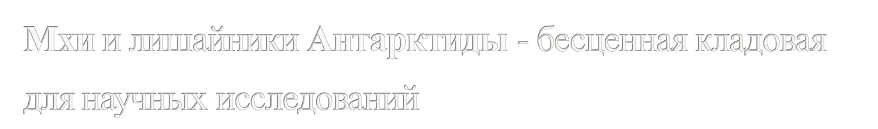 Мхи и лишайники Антарктиды - бесценная кладовая
для научных исследований